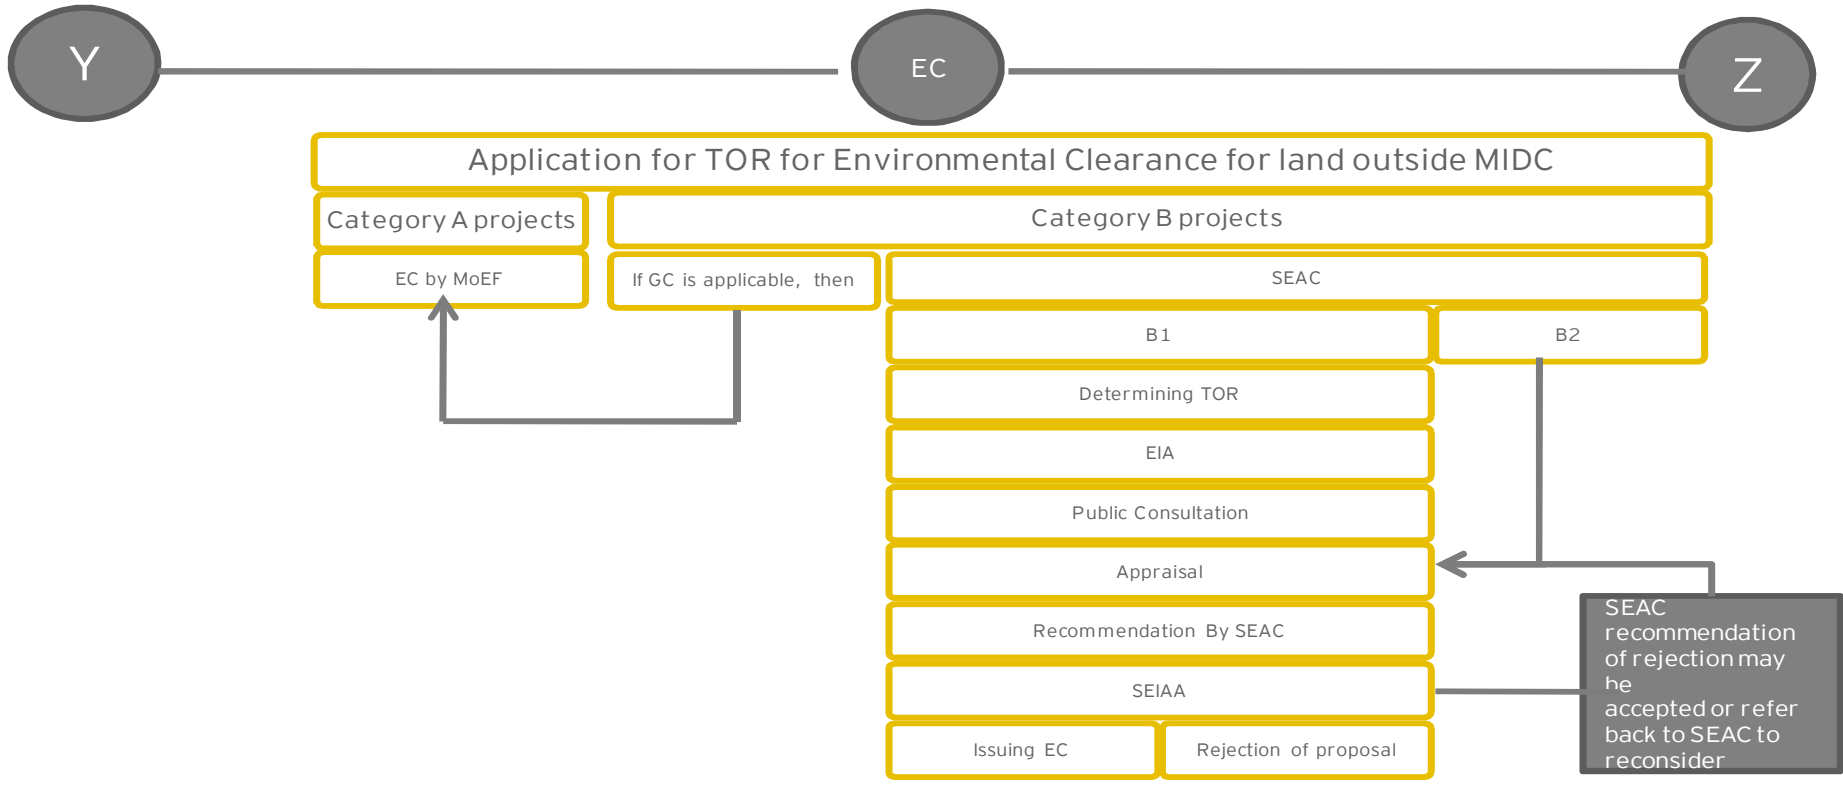 Y
EC
Z
Application for TOR for Environmental Clearance for land outside MIDC
Category A projects
Category B projects
EC by MoEF
If GC is applicable, then
SEAC
B1
B2
Determining TOR
EIA
Public Consultation
Appraisal
Recommendation By SEAC
SEIAA
Issuing EC
Rejection of proposal
SEAC
recommendation
of rejection may
be
accepted or refer
back to SEAC to
reconsider